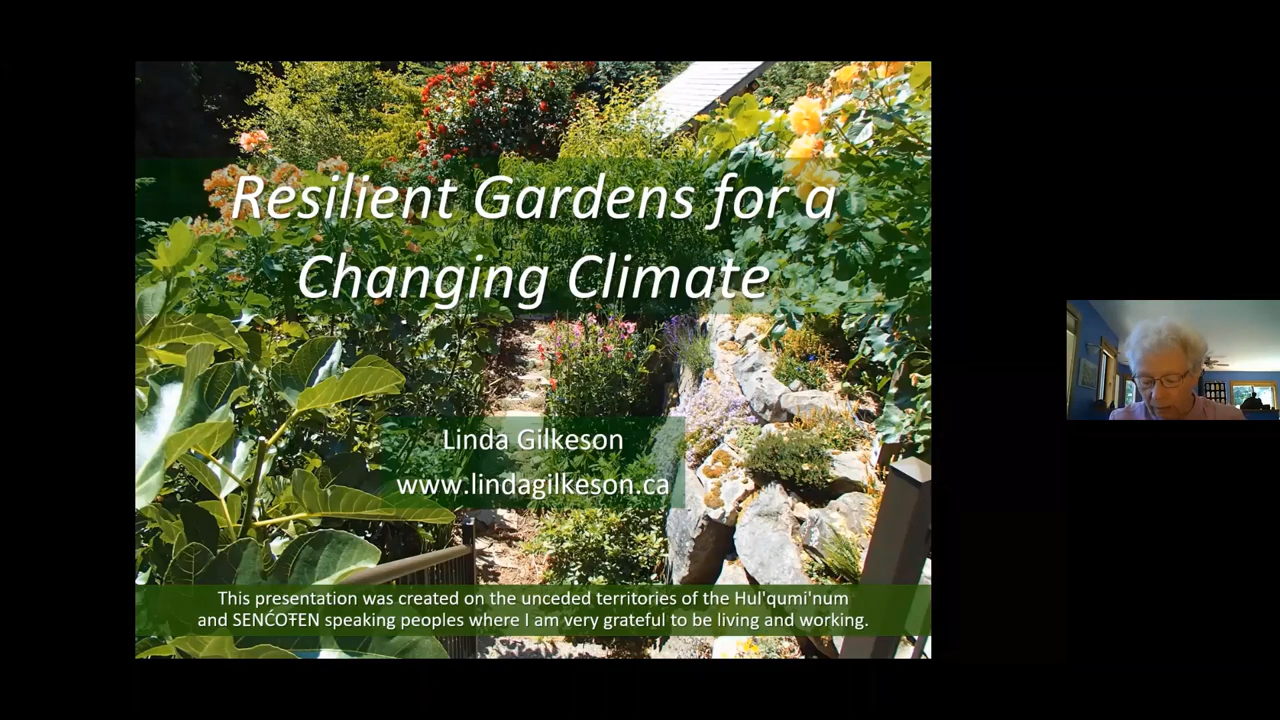 Resilient Gardens for a
Changing Climate
Linda Gilkeson
www.lindagilkeson.ca
This presentation was created on the unceded territories of the Hul'qumi'num
and SENĆOŦEN speaking peoples where I am very grateful to be living and working.